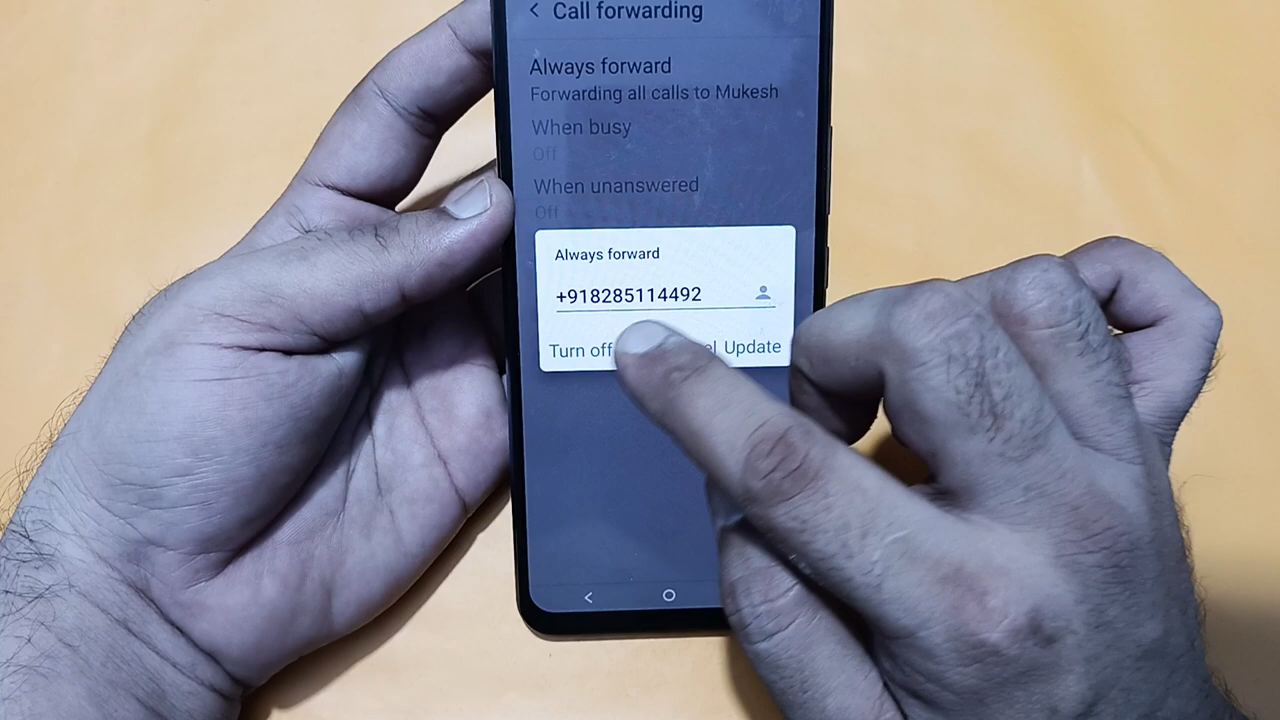 Call forwarding
Always forward
Forwarding all calls to Mukesh
When busy
Off
When unanswered
Off
Always forward
+918285114492
Turn off Update